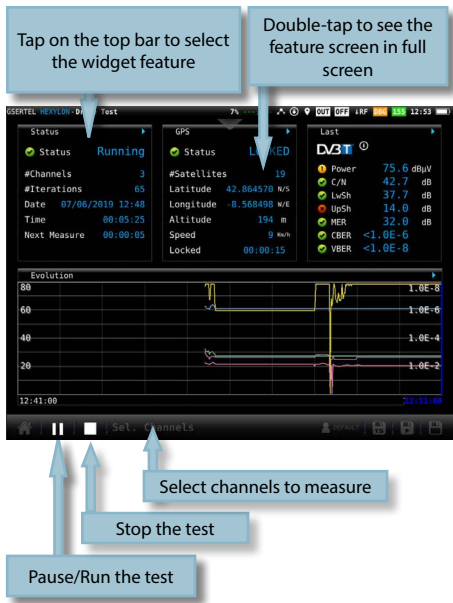 Tap on the top bar to select
the widget feature
Double-tap to see the
feature screen in full
screen
GSERTEL HEXYLON-Dr Test
7%
OUT OFF RF DBG 155 12:53
Status
Status Running
#Channels 3
#Iterations 65
Date 07/06/2019 12:48
Time 00:05:25
Next Measure 00:00:05
GPS
Status L KED
#Satellites 19
Latitude 42.864570 N/S
Longitude -8.568498 W/E
Altitude 194 m
Speed 9 Km/h
Locked 00:00:15
Last
DVB T
Power 75.6 dBµV
C/N 42.7 dB
LwSh 37.7 dB
UpSh 14.0 dB
MER 32.0 dB
CBER <1.0E-6
VBER <1.0E-8
Evolution
80 1.0E-8
60 1.0E-6
40 1.0E-4
20 1.0E-2
12:41:00
Sel. Channels
DEFAULT
Select channels to measure
Stop the test
Pause/Run the test